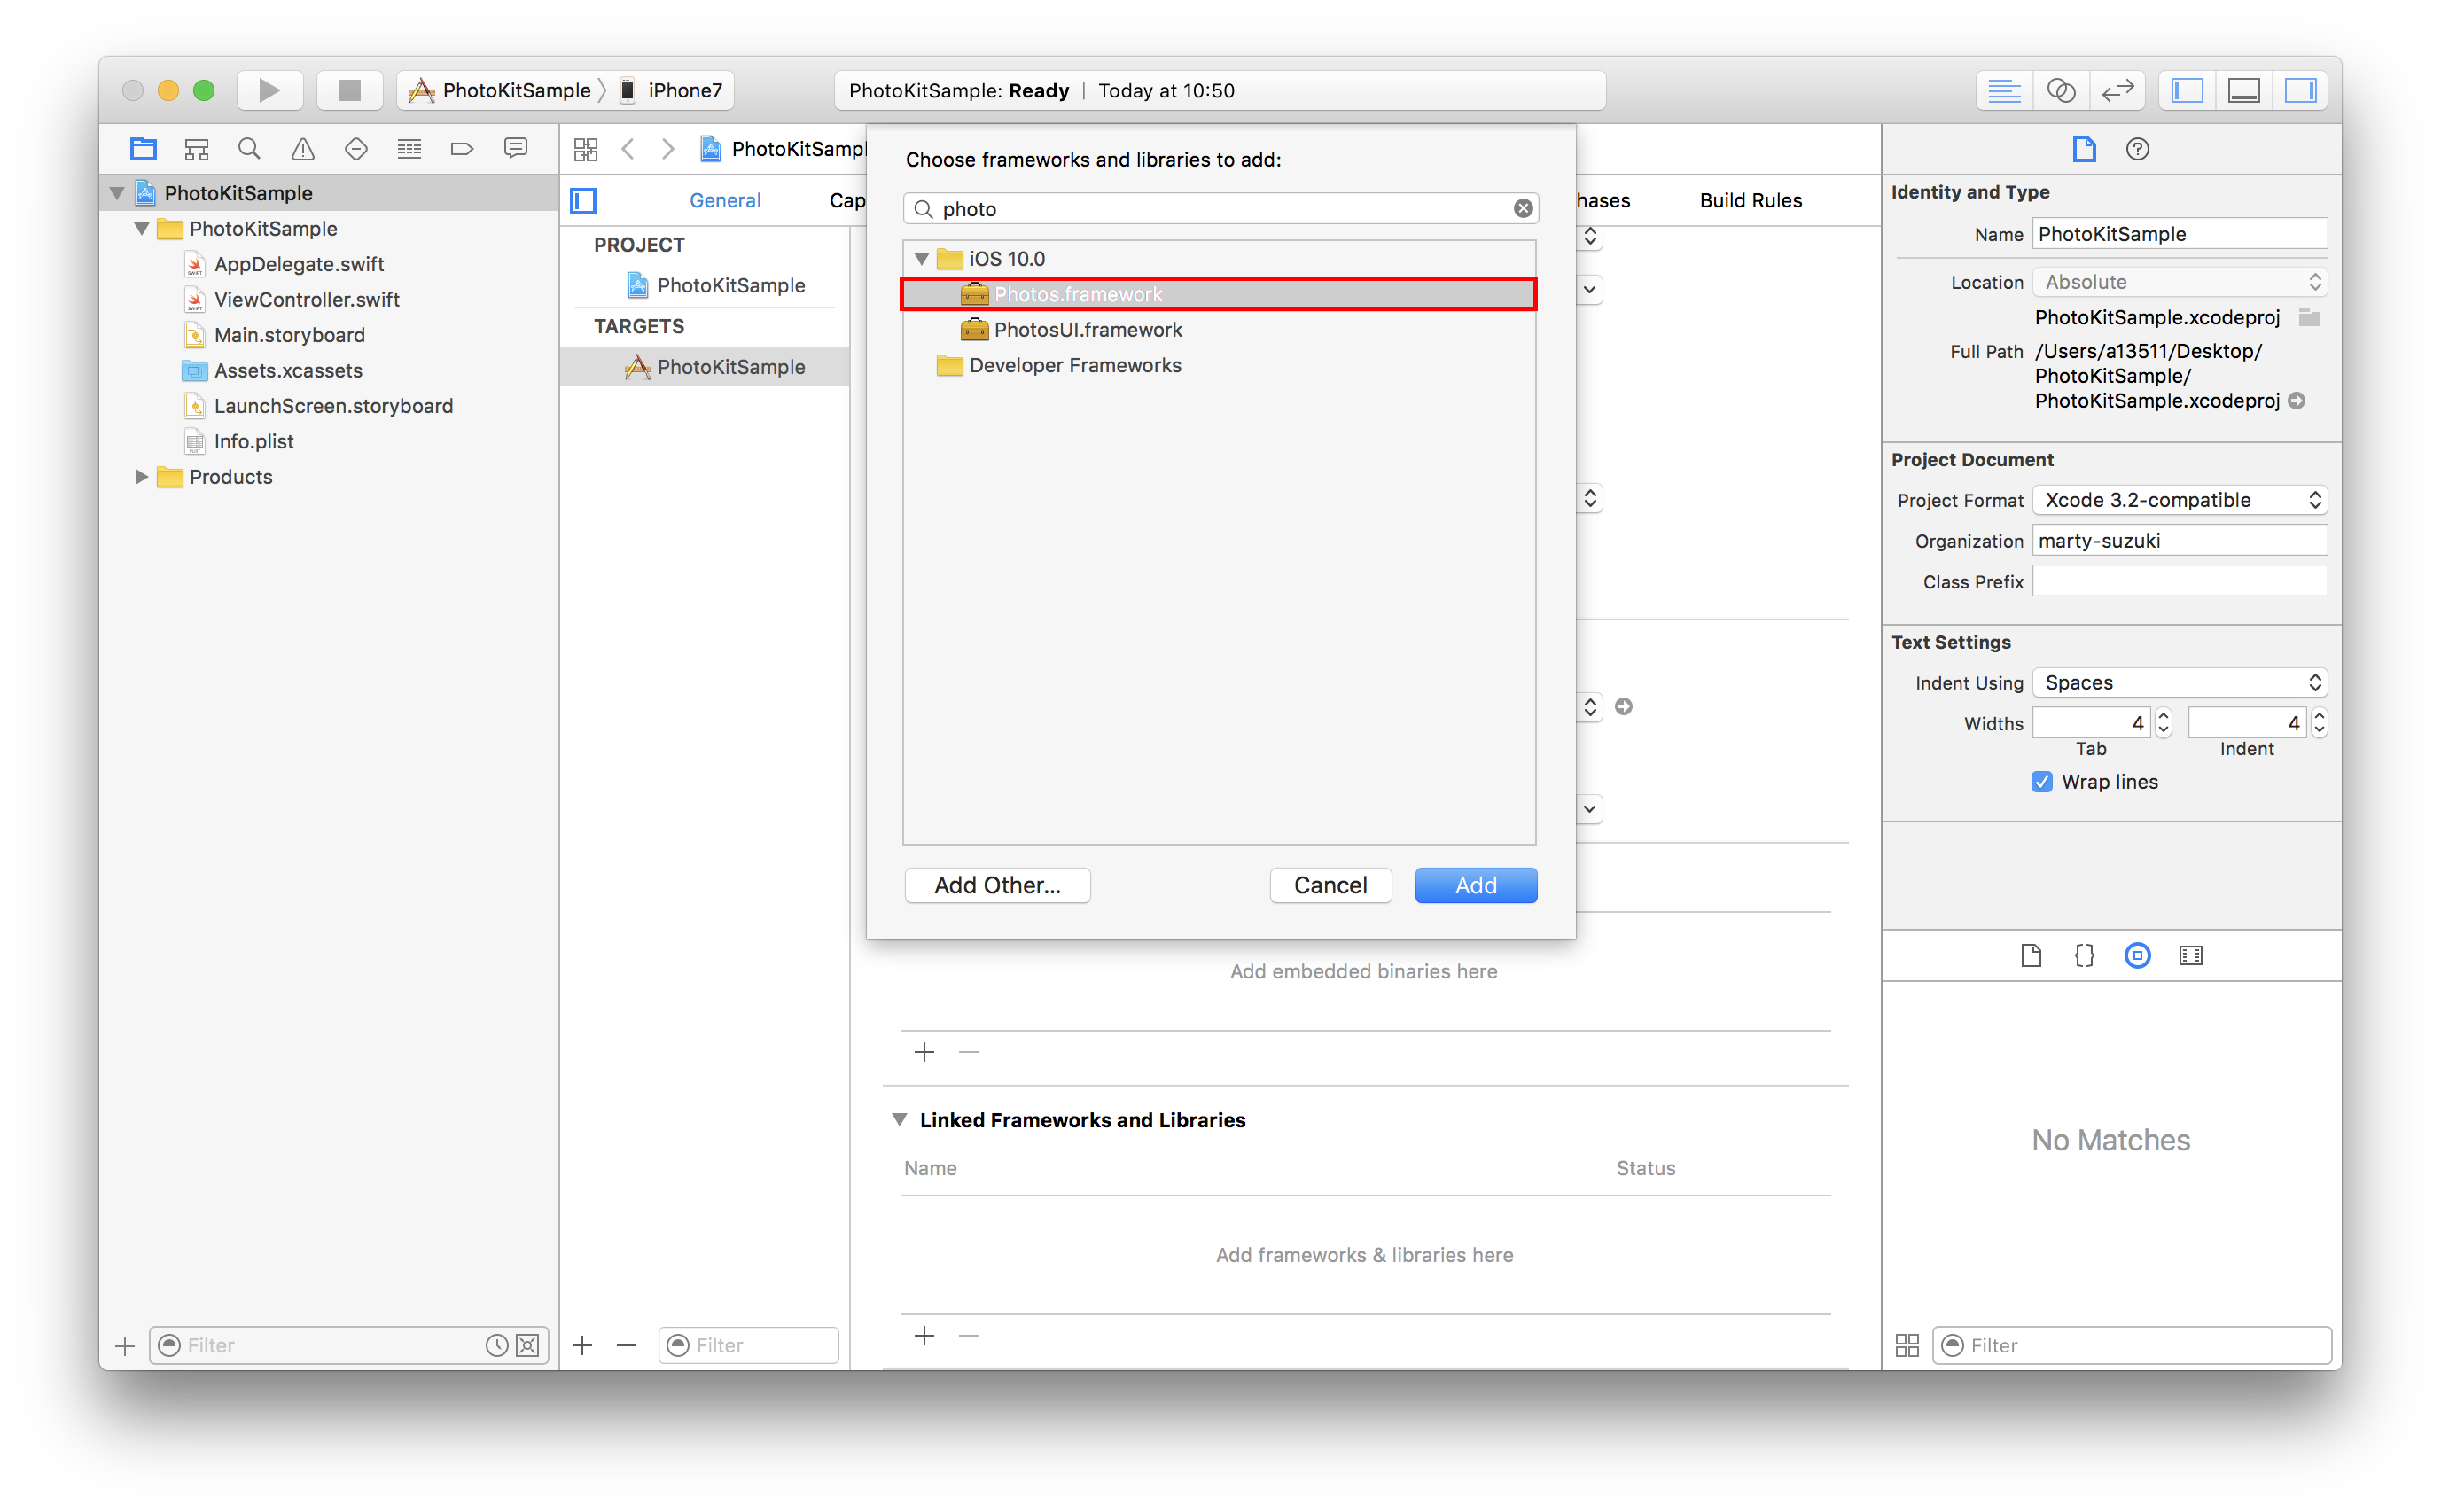 PhotoKitSample
iPhone7
PhotoKitSample: Ready | Today at 10:50
PhotoKitSampl
PhotoKitSample
PhotoKitSample
AppDelegate.swift
ViewController.swift
Main.storyboard
Assets.xcassets
LaunchScreen.storyboard
Info.plist
Products
Filter
General
Cap
hases
Build Rules
PROJECT
PhotoKitSample
TARGETS
PhotoKitSample
Filter
Choose frameworks and libraries to add:
photo
iOS 10.0
Photos.framework
PhotosUI.framework
Developer Frameworks
Add Other...
Cancel
Add
Add embedded binaries here
Linked Frameworks and Libraries
Name
Status
Add frameworks & libraries here
Identity and Type
Name PhotoKitSample
Location Absolute
PhotoKitSample.xcodeproj
Full Path /Users/a13511/Desktop/
PhotoKitSample/
PhotoKitSample.xcodeproj
Project Document
Project Format Xcode 3.2-compatible
Organization marty-suzuki
Class Prefix
Text Settings
Indent Using Spaces
Widths 4 4
Tab Indent
Wrap lines
No Matches
Filter